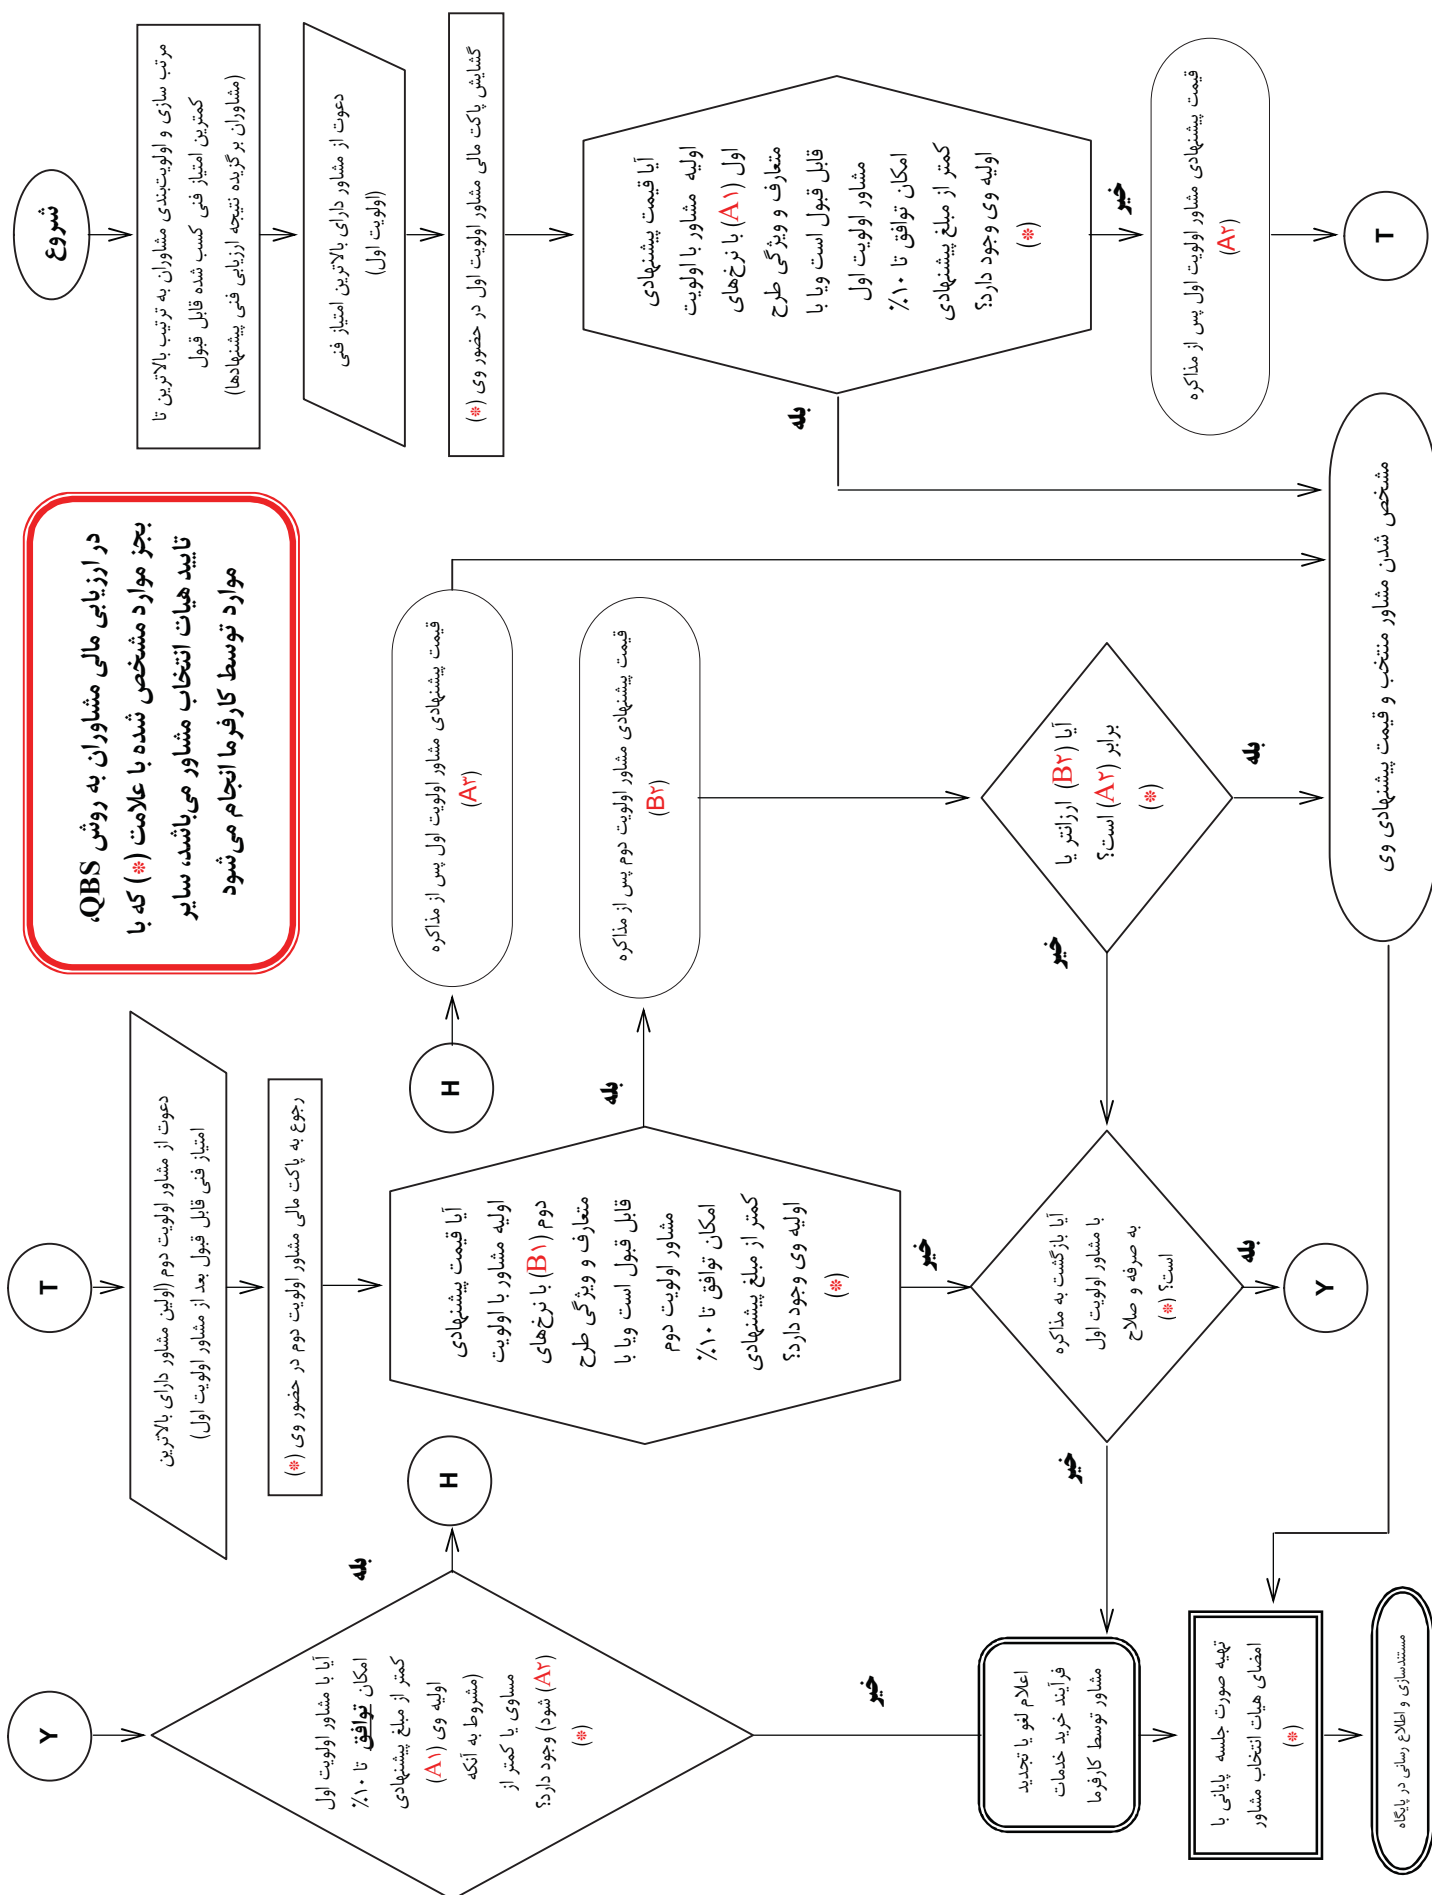 شروع
مرتب سازی و اولویت‌بندی مشاوران به ترتیب بالاترین تا
کمترین امتیاز فنی کسب شده قابل قبول
(مشاوران برگزیده نتیجه ارزیابی فنی پیشنهادها)
دعوت از مشاور دارای بالاترین امتیاز فنی
(اولویت اول)
گشایش پاکت مالی مشاور اولویت اول در حضور وی (*)
آیا قیمت پیشنهادی
اولیه مشاور با اولویت
اول (A۱) با نرخ‌های
متعارف و ویژگی طرح
قابل قبول است ویا با
مشاور اولویت اول
امکان توافق تا ۱۰٪
کمتر از مبلغ پیشنهادی
اولیه وی وجود دارد؟
(*)
خیر
بله
قیمت پیشنهادی مشاور اولویت اول پس از مذاکره
(A۲)
T
در ارزیابی مالی مشاوران به روش QBS،
بجز موارد مشخص شده با علامت (*) که با
تایید هیات انتخاب مشاور می‌باشد، سایر
موارد توسط کارفرما انجام می‌شود
T
دعوت از مشاور اولویت دوم (اولین مشاور دارای بالاترین
امتیاز فنی قابل قبول بعد از مشاور اولویت اول)
رجوع به پاکت مالی مشاور اولویت دوم در حضور وی (*)
آیا قیمت پیشنهادی
اولیه مشاور با اولویت
دوم (B۱) با نرخ‌های
متعارف و ویژگی طرح
قابل قبول است ویا با
مشاور اولویت دوم
امکان توافق تا ۱۰٪
کمتر از مبلغ پیشنهادی
اولیه وی وجود دارد؟
(*)
بله
خیر
H
قیمت پیشنهادی مشاور اولویت اول پس از مذاکره
(A۳)
قیمت پیشنهادی مشاور اولویت دوم پس از مذاکره
(B۲)
آیا (B۲) ارزانتر یا
برابر (A۲) است؟
(*)
بله
خیر
مشخص شدن مشاور منتخب و قیمت پیشنهادی وی
آیا بازگشت به مذاکره
با مشاور اولویت اول
به صرفه و صلاح
است؟ (*)
بله
خیر
Y
Y
آیا با مشاور اولویت اول
امکان توافق تا ۱۰٪
کمتر از مبلغ پیشنهادی
اولیه وی (A۱)
(مشروط به آنکه
مساوی یا کمتر از
(A۲) شود) وجود دارد؟
(*)
بله
H
خیر
اعلام لغو یا تجدید
فرآیند خرید خدمات
مشاور توسط کارفرما
تهیه صورت جلسه پایانی با
امضای هیات انتخاب مشاور
(*)
مستندسازی و اطلاع رسانی در پایگاه